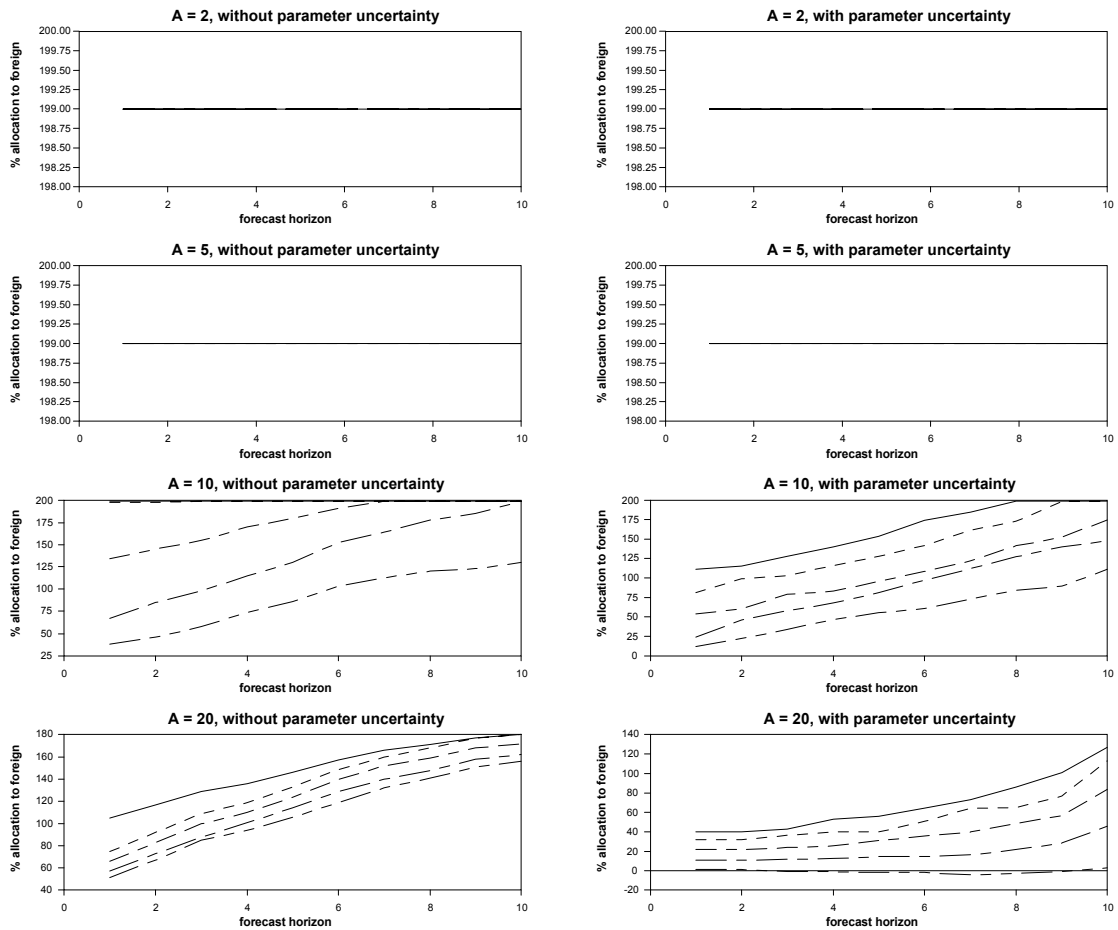 A = 2, without parameter uncertainty
% allocation to foreign
200.00
199.75
199.50
199.25
199.00
198.75
198.50
198.25
198.00
0 2 4 6 8 10
forecast horizon
A = 2, with parameter uncertainty
% allocation to foreign
200.00
199.75
199.50
199.25
199.00
198.75
198.50
198.25
198.00
0 2 4 6 8 10
forecast horizon
A = 5, without parameter uncertainty
% allocation to foreign
200.00
199.75
199.50
199.25
199.00
198.75
198.50
198.25
198.00
0 2 4 6 8 10
forecast horizon
A = 5, with parameter uncertainty
% allocation to foreign
200.00
199.75
199.50
199.25
199.00
198.75
198.50
198.25
198.00
0 2 4 6 8 10
forecast horizon
A = 10, without parameter uncertainty
% allocation to foreign
200
175
150
125
100
75
50
25
0 2 4 6 8 10
forecast horizon
A = 10, with parameter uncertainty
% allocation to foreign
200
175
150
125
100
75
50
25
0
0 2 4 6 8 10
forecast horizon
A = 20, without parameter uncertainty
% allocation to foreign
180
160
140
120
100
80
60
40
0 2 4 6 8 10
forecast horizon
A = 20, with parameter uncertainty
% allocation to foreign
140
120
100
80
60
40
20
0
-20
0 2 4 6 8 10
forecast horizon